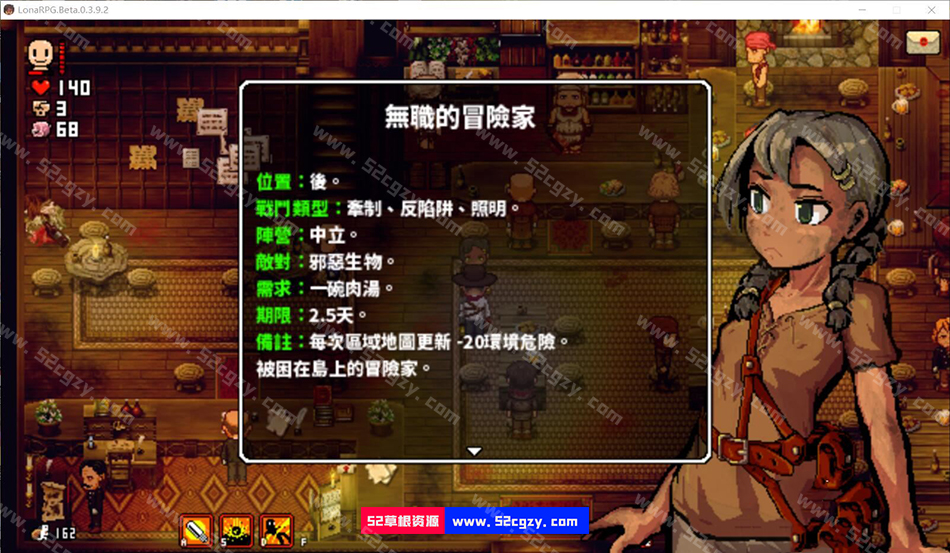 LonaRPG.Beta.0.3.9.2
140
3
68
無職的冒險家
位置：後。
戰鬥類型：牽制、反陷阱、照明。
陣營：中立。
敵對：邪惡生物。
需求：一碗肉湯。
期限：2.5天。
備註：每次區域地圖更新 -20環境危險。
被困在島上的冒險家。
162
A
S
D
F
52草根资源 www.52cgzy.com
www.52cgzy.com